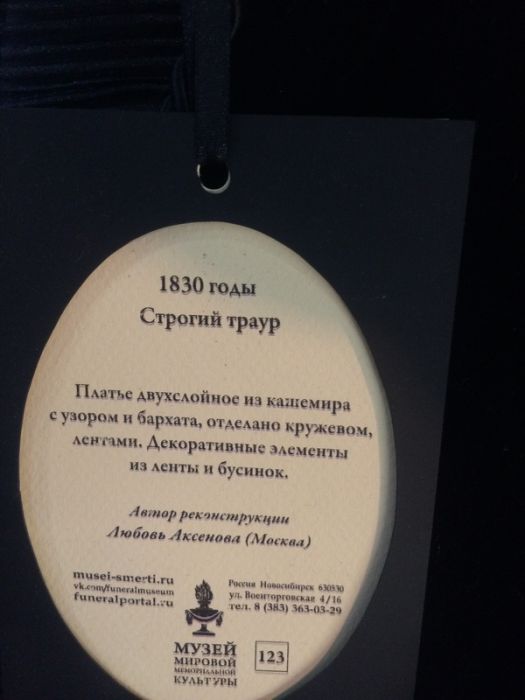 1830 годы
Строгий траур
Платье двухслойное из кашемира
с узором и бархата, отделано кружевом,
лентами. Декоративные элементы
из ленты и бусинок.
Автор реконструкции
Любовь Аксенова (Москва)
musei-smerti.ru
vk.com/funeralmuseum
funeralportal.ru
Россия Новосибирск 630530
ул. Военторговская 4/16
тел. 8 (383) 363-03-29
МУЗЕЙ
МИРОВОЙ
МЕМОРИАЛЬНОЙ
КУЛЬТУРЫ
123